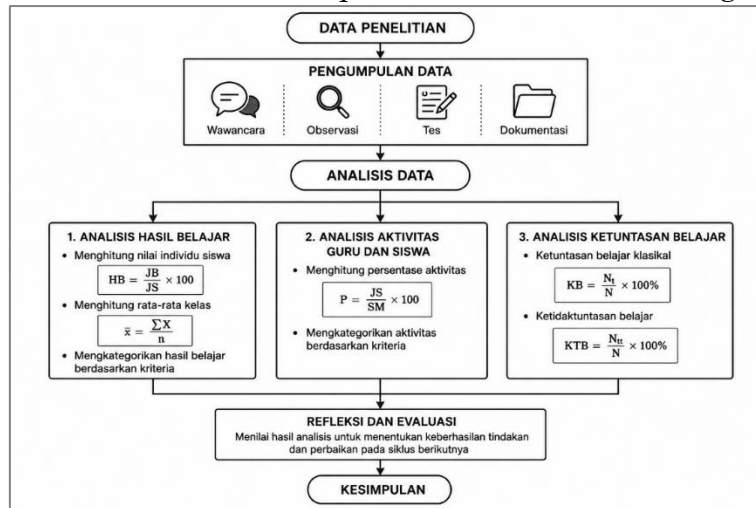 DATA PENELITIAN
PENGUMPULAN DATA
Wawancara
Observasi
Tes
Dokumentasi
ANALISIS DATA
1. ANALISIS HASIL BELAJAR
• Menghitung nilai individu siswa
HB = JB/JS × 100
• Menghitung rata-rata kelas
x̄ = ∑X/n
• Mengkategorikan hasil belajar
berdasarkan kriteria
2. ANALISIS AKTIVITAS
GURU DAN SISWA
• Menghitung persentase aktivitas
P = JS/SM × 100
• Mengkategorikan aktivitas
berdasarkan kriteria
3. ANALISIS KETUNTASAN BELAJAR
• Ketuntasan belajar klasikal
KB = Nt/N × 100%
• Ketidaktuntasan belajar
KTB = Ntt/N × 100%
REFLEKSI DAN EVALUASI
Menilai hasil analisis untuk menentukan keberhasilan tindakan
dan perbaikan pada siklus berikutnya
KESIMPULAN